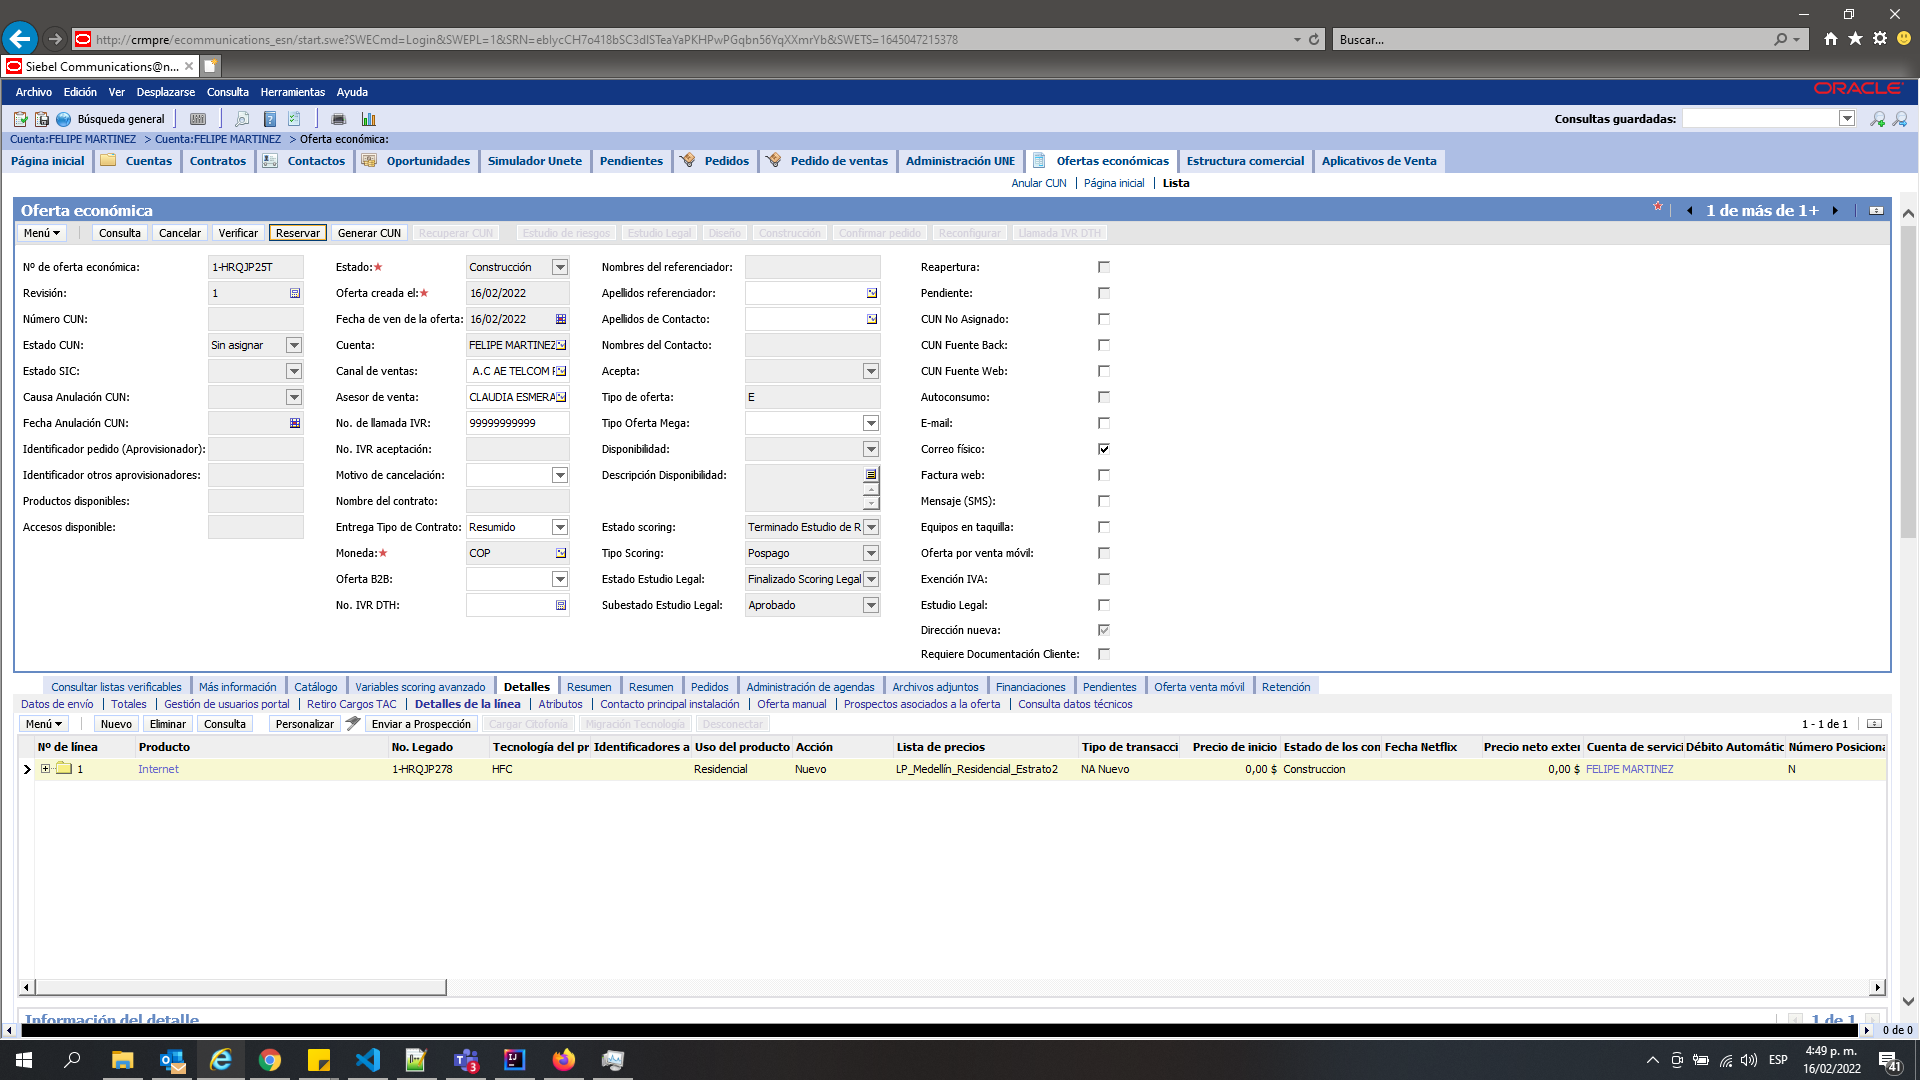 http://crmpre/ecommunications_esn/start.swe?SWECmd=Login&SWEPL=1&SRN=eblycCH7o418bSC3dlSTeaYaPKHPwPGqbn56YqXXmrYb&SWETS=1645047215378
Buscar...
Siebel Communications@n...
Archivo Edición Ver Desplazarse Consulta Herramientas Ayuda
ORACLE
Búsqueda general
Consultas guardadas:
Cuenta:FELIPE MARTINEZ > Cuenta:FELIPE MARTINEZ > Oferta económica:
Página inicial Cuentas Contratos Contactos Oportunidades Simulador Unete Pendientes Pedidos Pedido de ventas Administración UNE Ofertas económicas Estructura comercial Aplicativos de Venta
Anular CUN Página inicial Lista
Oferta económica
1 de más de 1+
Menú Consulta Cancelar Verificar Reservar Generar CUN Recuperar CUN Estudio de riesgos Estudio Legal Diseño Construcción Confirmar pedido Reconfigurar Llamada IVR DTH
Nº de oferta económica: 1-HRQJP25T Estado:★ Construcción Nombres del referenciador: Reapertura:
Revisión: 1 Oferta creada el:★ 16/02/2022 Apellidos referenciador: Pendiente:
Número CUN: Fecha de ven de la oferta: 16/02/2022 Apellidos de Contacto: CUN No Asignado:
Estado CUN: Sin asignar Cuenta: FELIPE MARTINEZ Nombres del Contacto: CUN Fuente Back:
Estado SIC: Canal de ventas: A.C AE TELCOM Acepta: CUN Fuente Web:
Causa Anulación CUN: Asesor de venta: CLAUDIA ESMERA Tipo de oferta: E Autoconsumo:
Fecha Anulación CUN: No. de llamada IVR: 99999999999 Tipo Oferta Mega: E-mail:
Identificador pedido (Aprovisionador): No. IVR aceptación: Disponibilidad: Correo físico:
Identificador otros aprovisionadores: Motivo de cancelación: Descripción Disponibilidad: Factura web:
Productos disponibles: Nombre del contrato: Mensaje (SMS):
Accesos disponible: Entrega Tipo de Contrato: Resumido Estado scoring: Terminado Estudio de R Equipos en taquilla:
Moneda:★ COP Tipo Scoring: Pospago Oferta por venta móvil:
Oferta B2B: Estado Estudio Legal: Finalizado Scoring Legal Exención IVA:
No. IVR DTH: Subestado Estudio Legal: Aprobado Estudio Legal:
Dirección nueva:
Requiere Documentación Cliente:
Consultar listas verificables Más información Catálogo Variables scoring avanzado Detalles Resumen Resumen Pedidos Administración de agendas Archivos adjuntos Financiaciones Pendientes Oferta venta móvil Retención
Datos de envío Totales Gestión de usuarios portal Retiro Cargos TAC Detalles de la línea Atributos Contacto principal instalación Oferta manual Prospectos asociados a la oferta Consulta datos técnicos
Menú Nuevo Eliminar Consulta Personalizar Enviar a Prospección Cargar Citofonía Migración Tecnología Desconectar 1 - 1 de 1
Nº de línea Producto No. Legado Tecnología del pr Identificadores a Uso del producto Acción Lista de precios Tipo de transacci Precio de inicio Estado de los con Fecha Netflix Precio neto exter Cuenta de servici Débito Automátic Número Posiciona
1 Internet 1-HRQJP278 HFC Residencial Nuevo LP_Medellín_Residencial_Estrato2 NA Nuevo 0,00 $ Construccion 0,00 $ FELIPE MARTINEZ N
Información del detalle
1 de 1
0 de 0
3
ESP
4:49 p. m.
16/02/2022
41